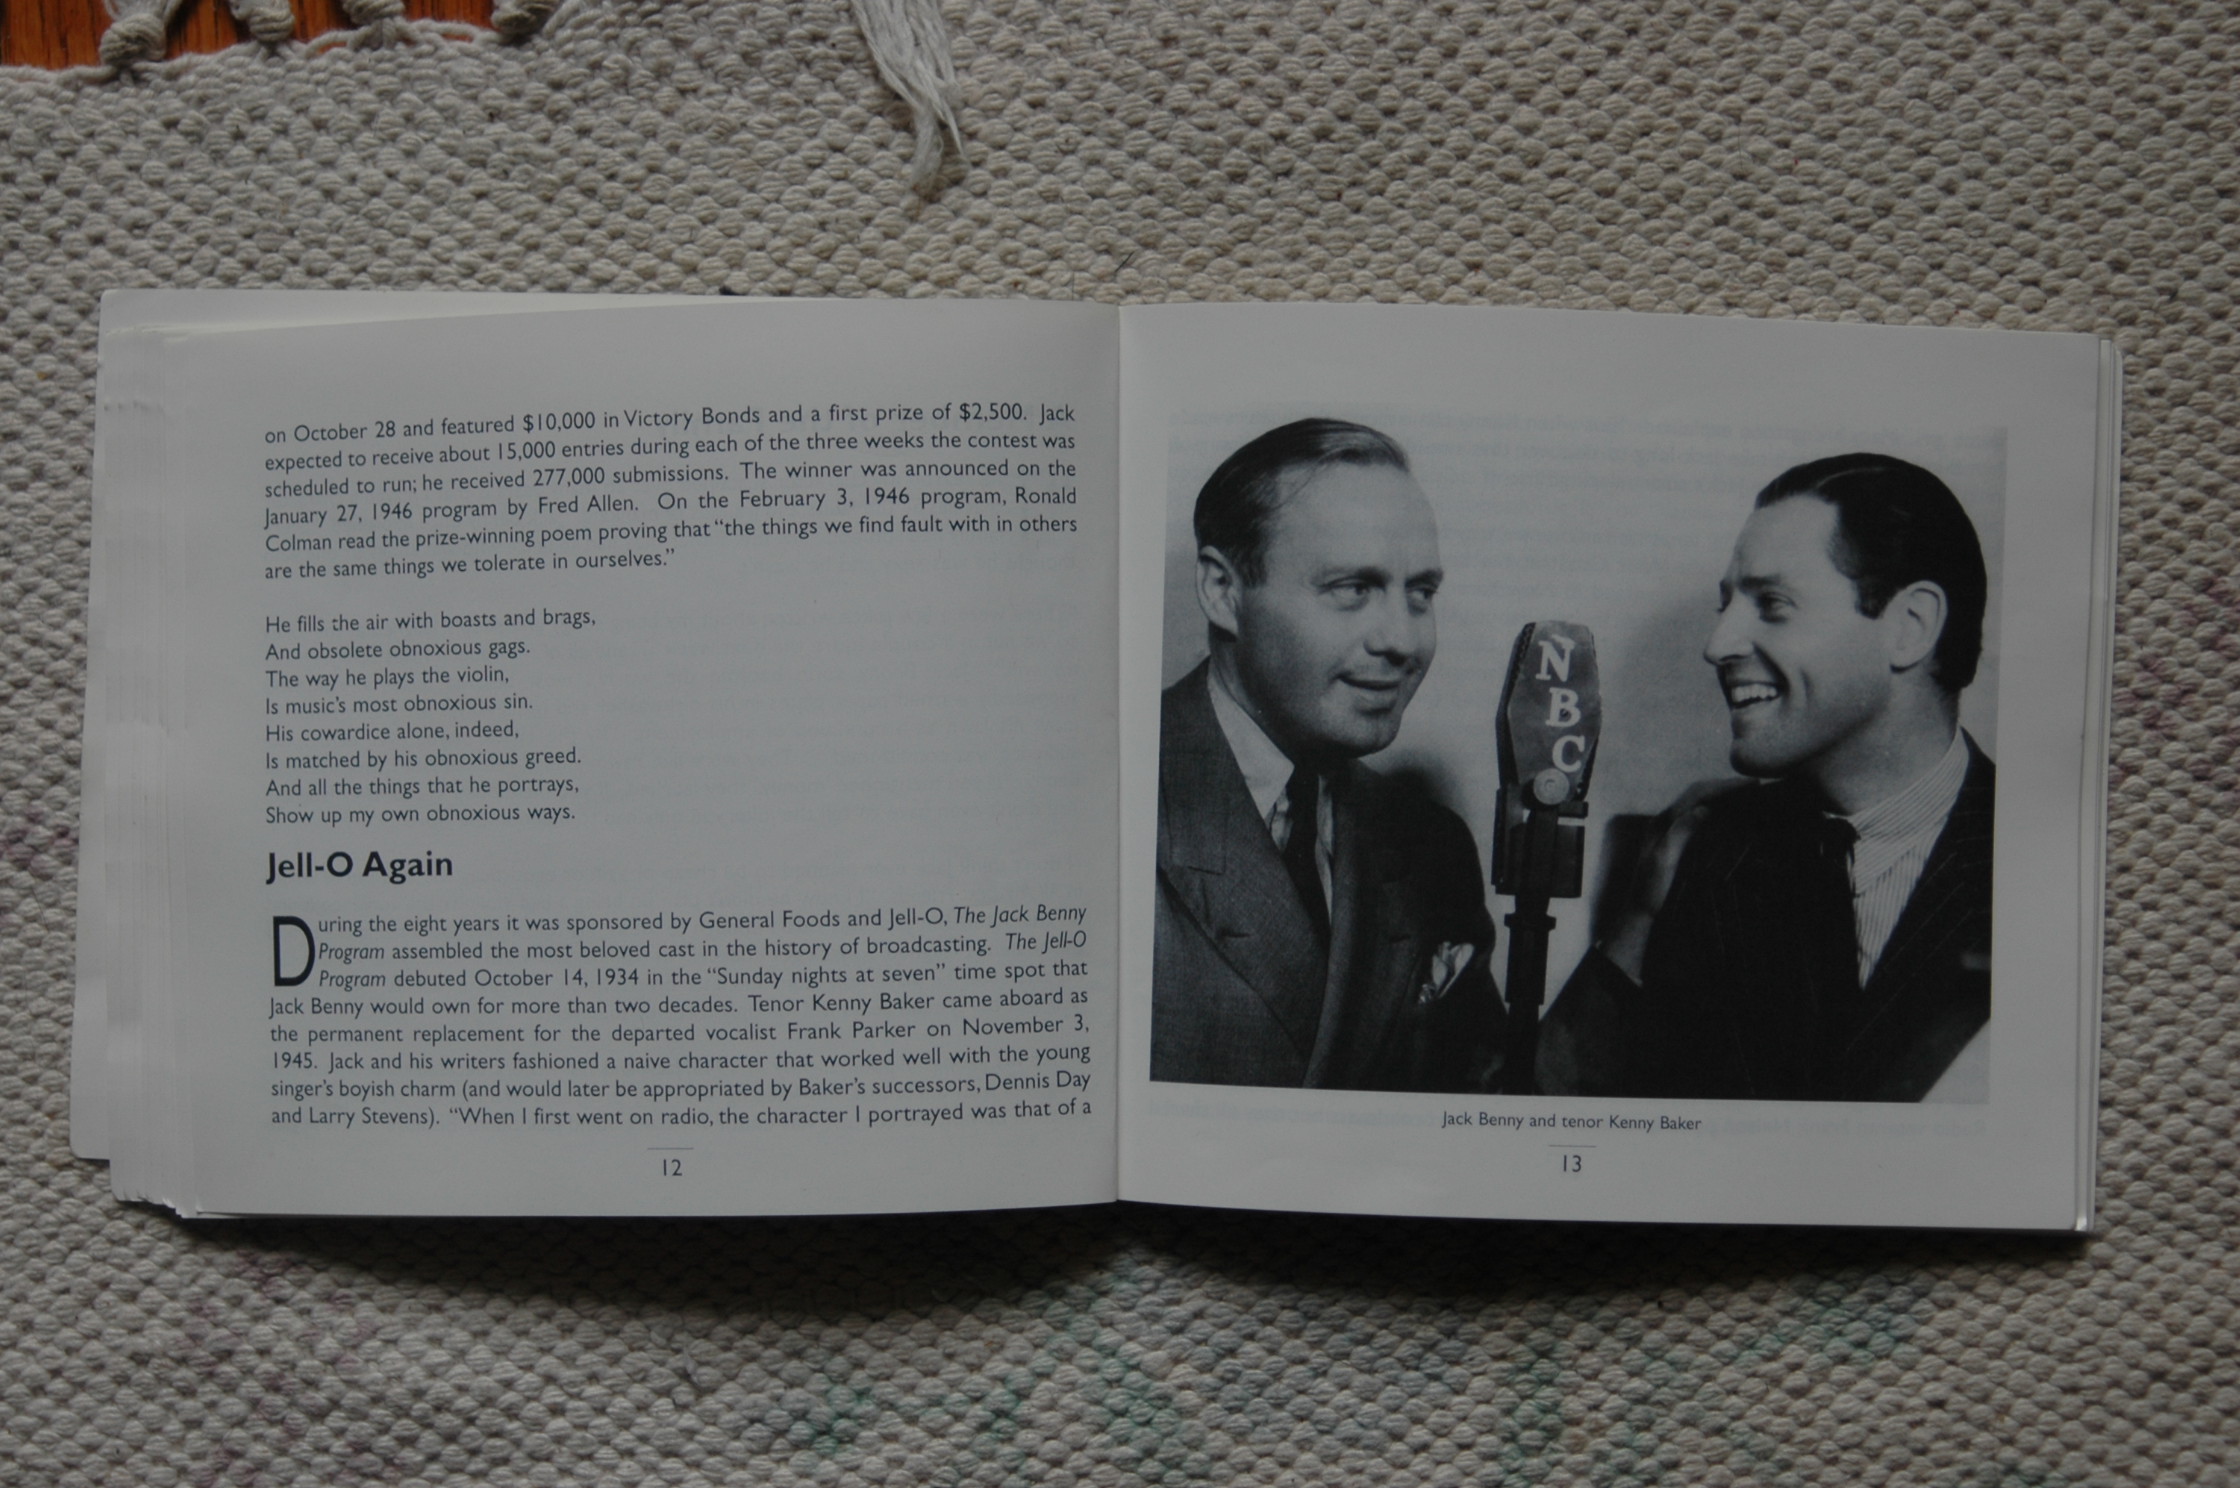 on October 28 and featured $10,000 in Victory Bonds and a first prize of $2,500. Jack
expected to receive about 15,000 entries during each of the three weeks the contest was
scheduled to run; he received 277,000 submissions. The winner was announced on the
January 27, 1946 program by Fred Allen. On the February 3, 1946 program, Ronald
Colman read the prize-winning poem proving that “the things we find fault with in others
are the same things we tolerate in ourselves.”
He fills the air with boasts and brags,
And obsolete obnoxious gags.
The way he plays the violin,
Is music’s most obnoxious sin.
His cowardice alone, indeed,
Is matched by his obnoxious greed.
And all the things that he portrays,
Show up my own obnoxious ways.
Jell-O Again
During the eight years it was sponsored by General Foods and Jell-O, The Jack Benny
Program assembled the most beloved cast in the history of broadcasting. The Jell-O
Program debuted October 14, 1934 in the “Sunday nights at seven” time spot that
Jack Benny would own for more than two decades. Tenor Kenny Baker came aboard as
the permanent replacement for the departed vocalist Frank Parker on November 3,
1945. Jack and his writers fashioned a naive character that worked well with the young
singer’s boyish charm (and would later be appropriated by Baker’s successors, Dennis Day
and Larry Stevens). “When I first went on radio, the character I portrayed was that of a
12
N
B
C
Jack Benny and tenor Kenny Baker
13